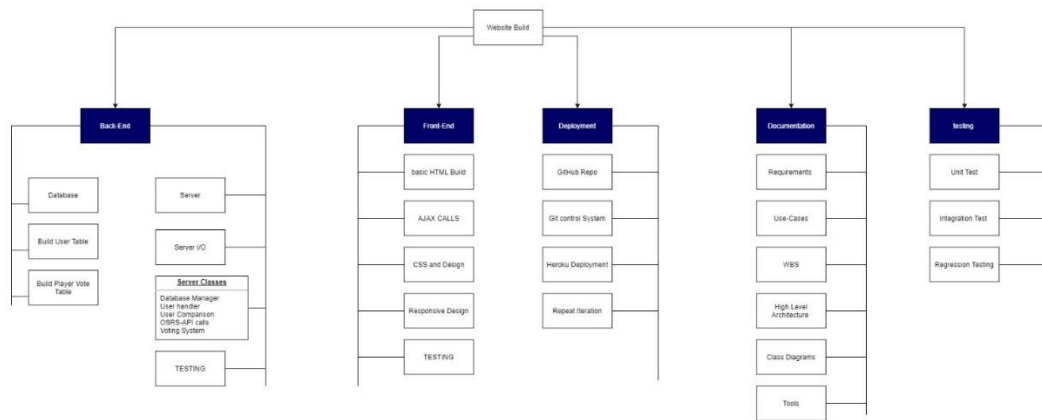 Website Build
Back-End
Front-End
Deployment
Documentation
testing
Database
Build User Table
Build Player Vote
Table
Server
Server I/O
Server Classes
Database Manager
User handler
User Comparison
OSRS-API calls
Voting System
TESTING
basic HTML Build
AJAX CALLS
CSS and Design
Responsive Design
TESTING
GitHub Repo
Git control System
Heroku Deployment
Repeat Iteration
Requirements
Use-Cases
WBS
High Level
Architecture
Class Diagrams
Tools
Unit Test
Integration Test
Regression Testing